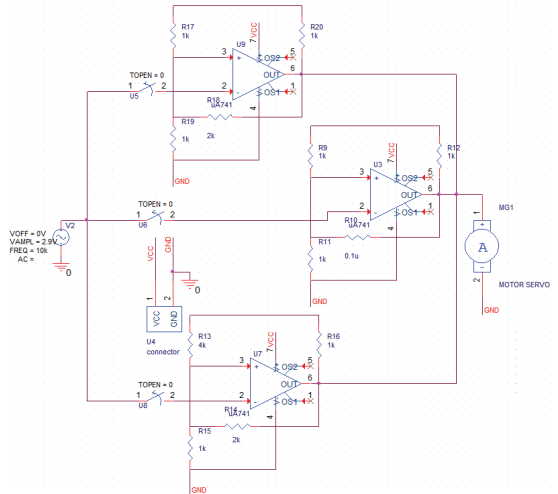 R17
1k
R20
1k
7
VCC
U9
3
+
OS2
5
OUT
6
TOPEN = 0
1
2
U5
2
-
OS1
1
R18
uA741
4
2k
R19
1k
GND
R9
1k
R12
1k
7
VCC
U3
3
+
OS2
5
OUT
6
TOPEN = 0
1
2
U6
2
-
OS1
1
R10
uA741
4
0.1u
R11
1k
GND
V2
VOFF = 0V
VAMPL = 2.9V
FREQ = 10k
AC =
0
VCC
GND
0
1
2
VCC
GND
U4
connector
1
MG1
+
A
-
2
MOTOR SERVO
GND
R13
4k
R16
1k
7
VCC
U7
3
+
OS2
5
OUT
6
TOPEN = 0
1
2
U8
2
-
OS1
1
R14
uA741
4
2k
R15
1k
GND